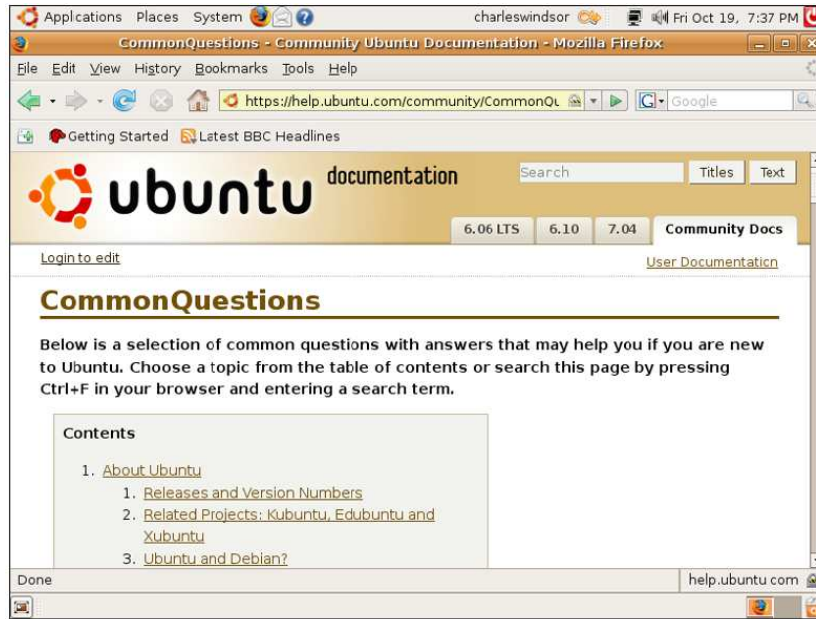 Applications Places System charleswindsor Fri Oct 19, 7:37 PM
CommonQuestions - Community Ubuntu Documentation - Mozilla Firefox
File Edit View History Bookmarks Tools Help
https://help.ubuntu.com/community/CommonQu G Google
Getting Started Latest BBC Headlines
ubuntu documentation
Search Titles Text
6.06 LTS 6.10 7.04 Community Docs
Login to edit User Documentation
CommonQuestions
Below is a selection of common questions with answers that may help you if you are new
to Ubuntu. Choose a topic from the table of contents or search this page by pressing
Ctrl+F in your browser and entering a search term.
Contents
1. About Ubuntu
1. Releases and Version Numbers
2. Related Projects: Kubuntu, Edubuntu and
Xubuntu
3. Ubuntu and Debian?
Done help.ubuntu.com